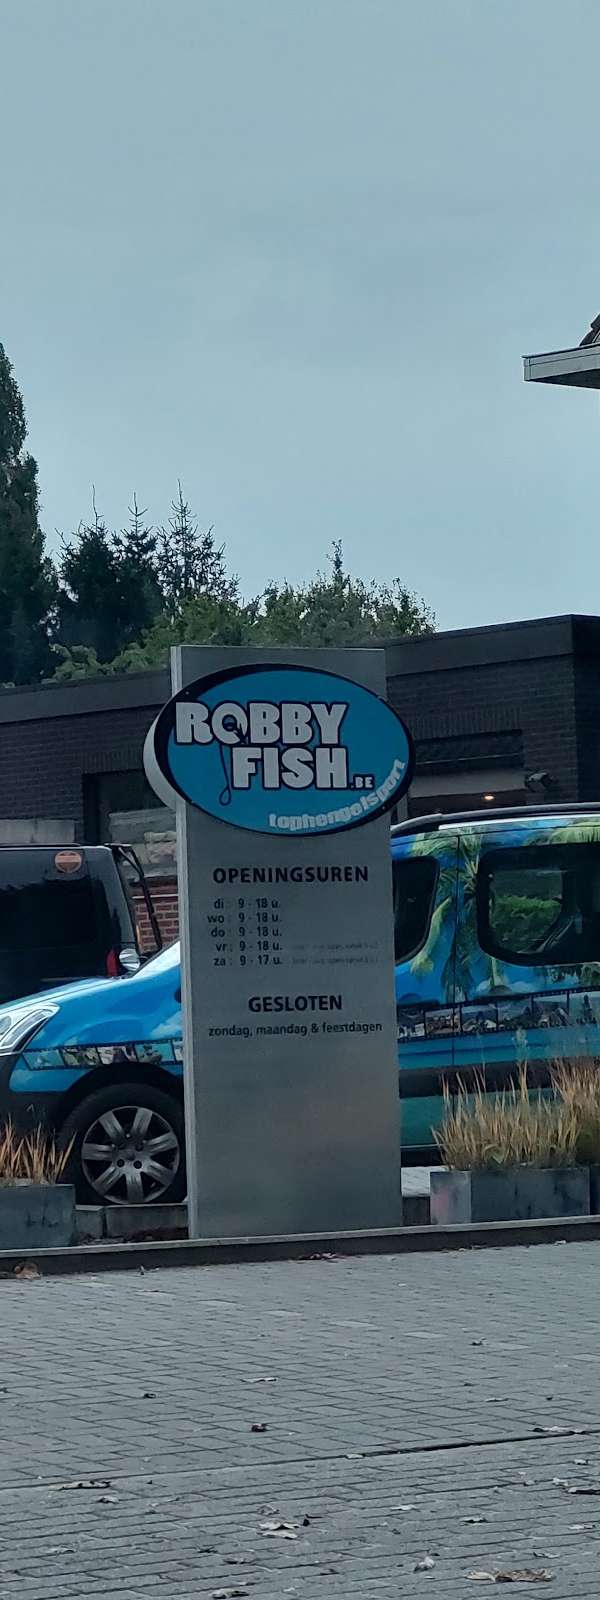 ROBBY
FISH.BE
tophengelsport
OPENINGSUREN
di: 9 - 18 u.
wo: 9 - 18 u.
do: 9 - 18 u.
vr: 9 - 18 u.
za: 9 - 17 u.
GESLOTEN
zondag, maandag & feestdagen